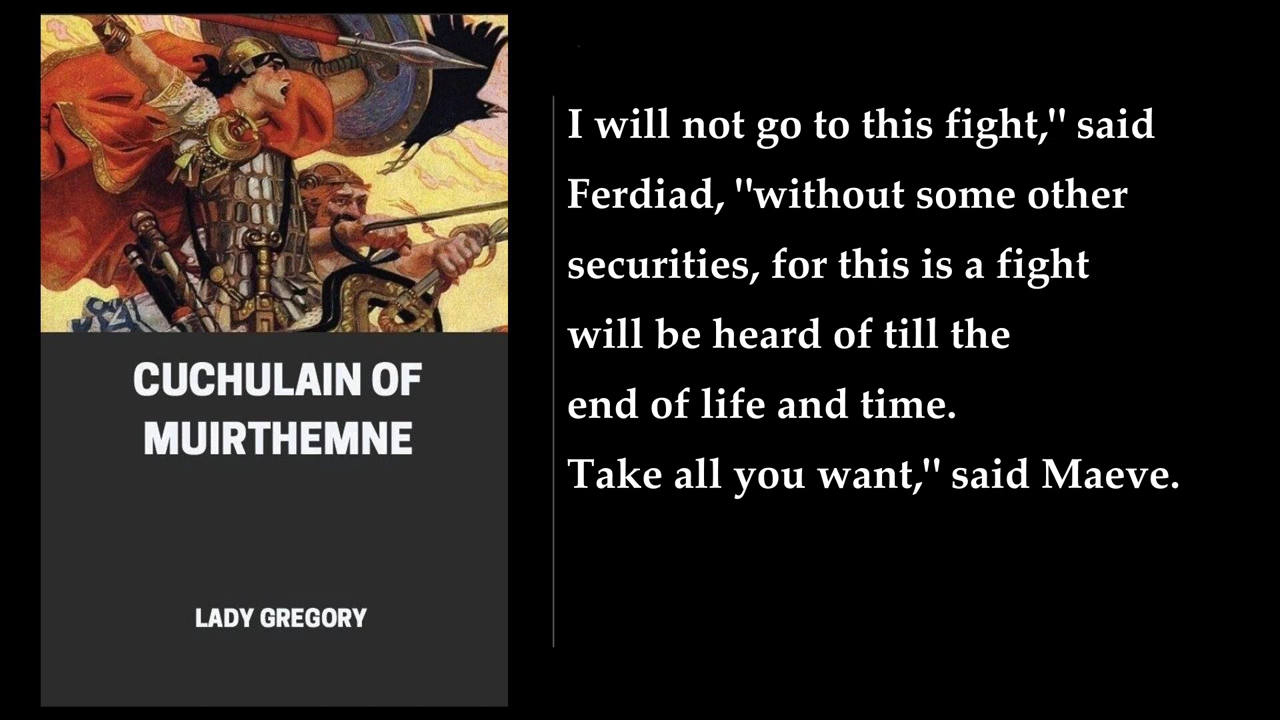 CUCHULAIN OF
MUIRTHEMNE
LADY GREGORY
I will not go to this fight," said
Ferdiad, "without some other
securities, for this is a fight
will be heard of till the
end of life and time.
Take all you want," said Maeve.